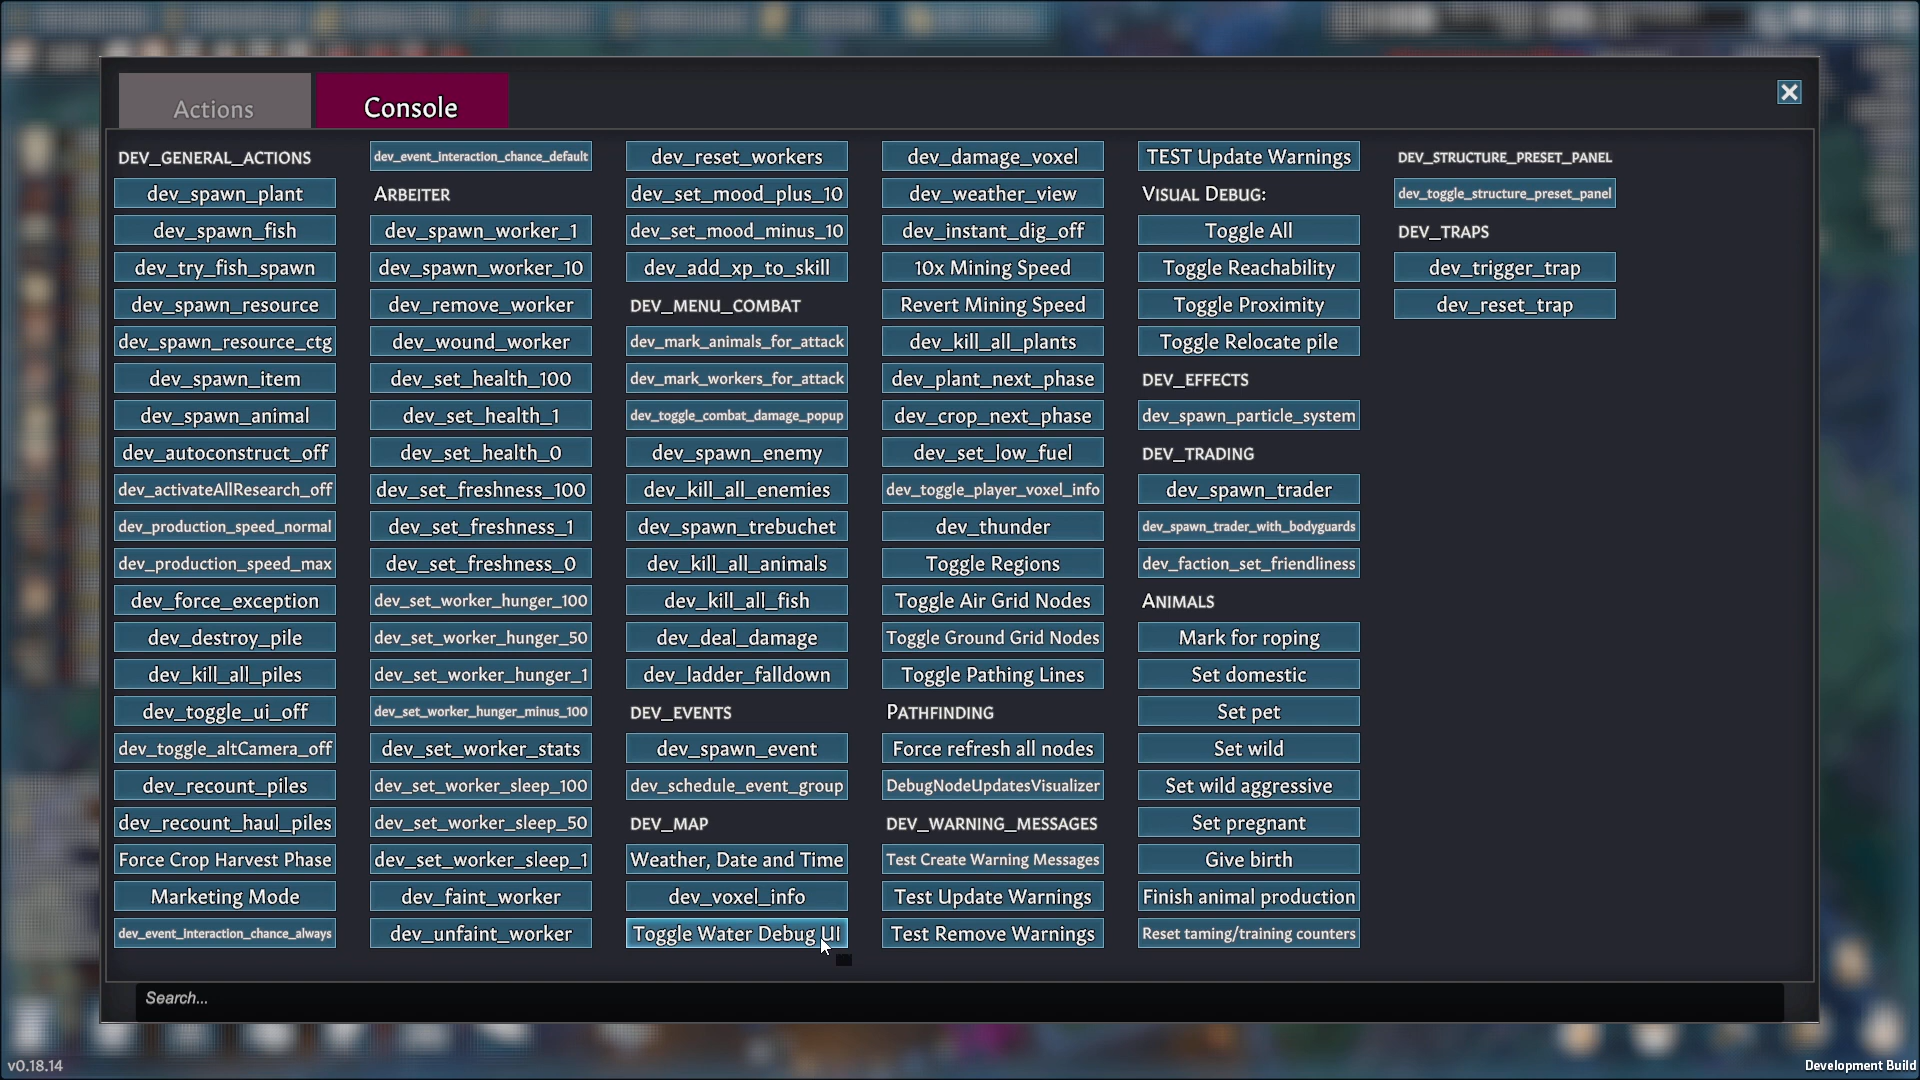 Actions
Console
DEV_GENERAL_ACTIONS
dev_spawn_plant
dev_spawn_fish
dev_try_fish_spawn
dev_spawn_resource
dev_spawn_resource_ctg
dev_spawn_item
dev_spawn_animal
dev_autoconstruct_off
dev_activateAllResearch_off
dev_production_speed_normal
dev_production_speed_max
dev_force_exception
dev_destroy_pile
dev_kill_all_piles
dev_toggle_ui_off
dev_toggle_altCamera_off
dev_recount_piles
dev_recount_haul_piles
Force Crop Harvest Phase
Marketing Mode
dev_event_interaction_chance_always
dev_event_interaction_chance_default
ARBITER
dev_spawn_worker_1
dev_spawn_worker_10
dev_remove_worker
dev_wound_worker
dev_set_health_100
dev_set_health_1
dev_set_health_0
dev_set_freshness_100
dev_set_freshness_1
dev_set_freshness_0
dev_set_worker_hunger_100
dev_set_worker_hunger_50
dev_set_worker_hunger_1
dev_set_worker_hunger_minus_100
dev_set_worker_stats
dev_set_worker_sleep_100
dev_set_worker_sleep_50
dev_set_worker_sleep_1
dev_faint_worker
dev_unfaint_worker
dev_reset_workers
dev_set_mood_plus_10
dev_set_mood_minus_10
dev_add_xp_to_skill
DEV_MENU_COMBAT
dev_mark_animals_for_attack
dev_mark_workers_for_attack
dev_toggle_combat_damage_popup
dev_spawn_enemy
dev_kill_all_enemies
dev_spawn_trebuchet
dev_kill_all_animals
dev_kill_all_fish
dev_deal_damage
dev_ladder_falldown
DEV_EVENTS
dev_spawn_event
dev_schedule_event_group
DEV_MAP
Weather, Date and Time
dev_voxel_info
Toggle Water Debug UI
dev_damage_voxel
dev_weather_view
dev_instant_dig_off
10x Mining Speed
Revert Mining Speed
dev_kill_all_plants
dev_plant_next_phase
dev_crop_next_phase
dev_set_low_fuel
dev_toggle_player_voxel_info
dev_thunder
Toggle Regions
Toggle Air Grid Nodes
Toggle Ground Grid Nodes
Toggle Pathing Lines
PATHFINDING
Force refresh all nodes
DebugNodeUpdatesVisualizer
DEV_WARNING_MESSAGES
Test Create Warning Messages
Test Update Warnings
Test Remove Warnings
TEST Update Warnings
VISUAL DEBUG:
Toggle All
Toggle Reachability
Toggle Proximity
Toggle Relocate pile
DEV_EFFECTS
dev_spawn_particle_system
DEV_TRADING
dev_spawn_trader
dev_spawn_trader_with_bodyguards
dev_faction_set_friendliness
ANIMALS
Mark for roping
Set domestic
Set pet
Set wild
Set wild aggressive
Set pregnant
Give birth
Finish animal production
Reset taming/training counters
DEV_STRUCTURE_PRESET_PANEL
dev_toggle_structure_preset_panel
DEV_TRAPS
dev_trigger_trap
dev_reset_trap
Search...
v0.18.14
Development Build